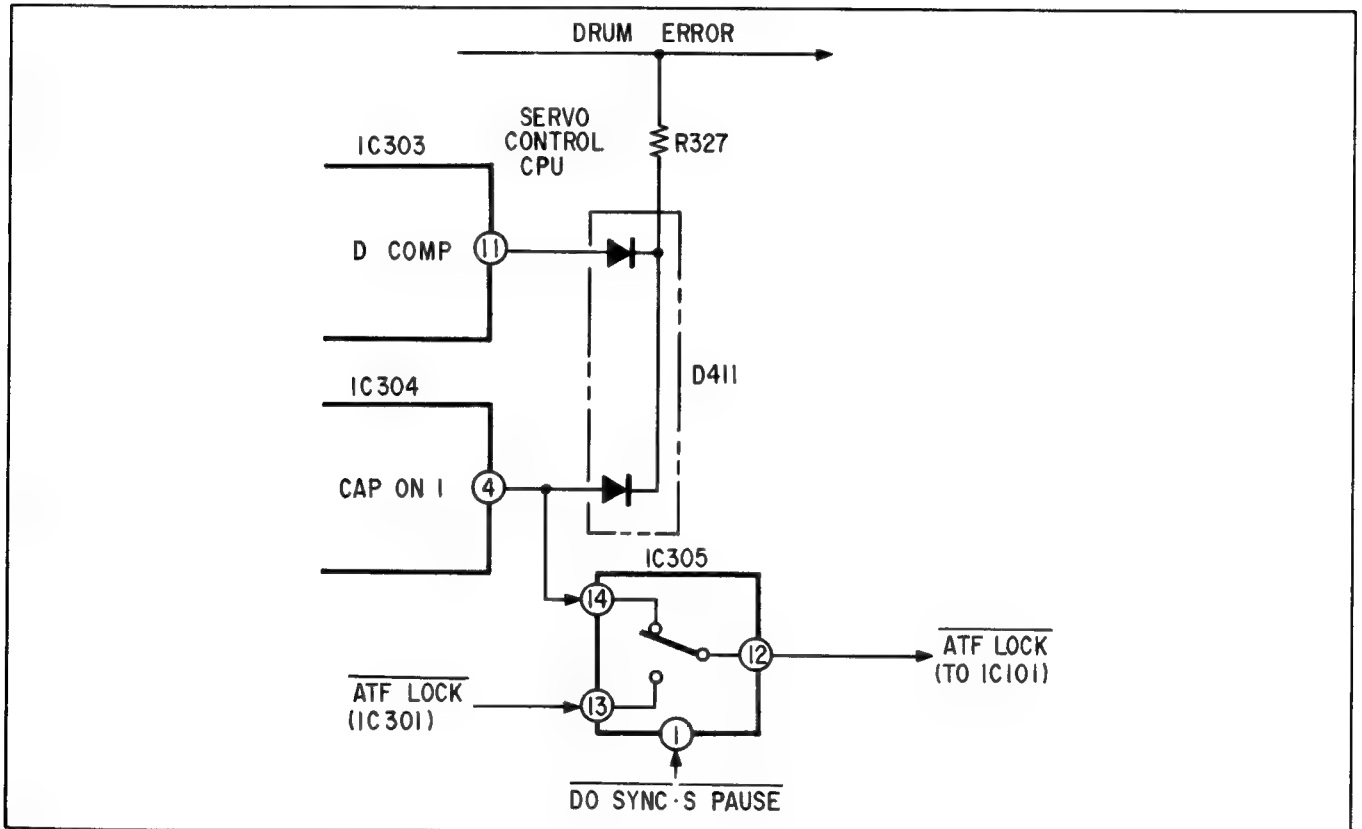 DRUM ERROR
SERVO
CONTROL
CPU
R327
IC303
D COMP
11
D411
IC304
CAP ON 1
4
IC305
14
12
ATF LOCK
(TO IC101)
ATF LOCK
(IC301)
13
1
DO SYNC·S PAUSE